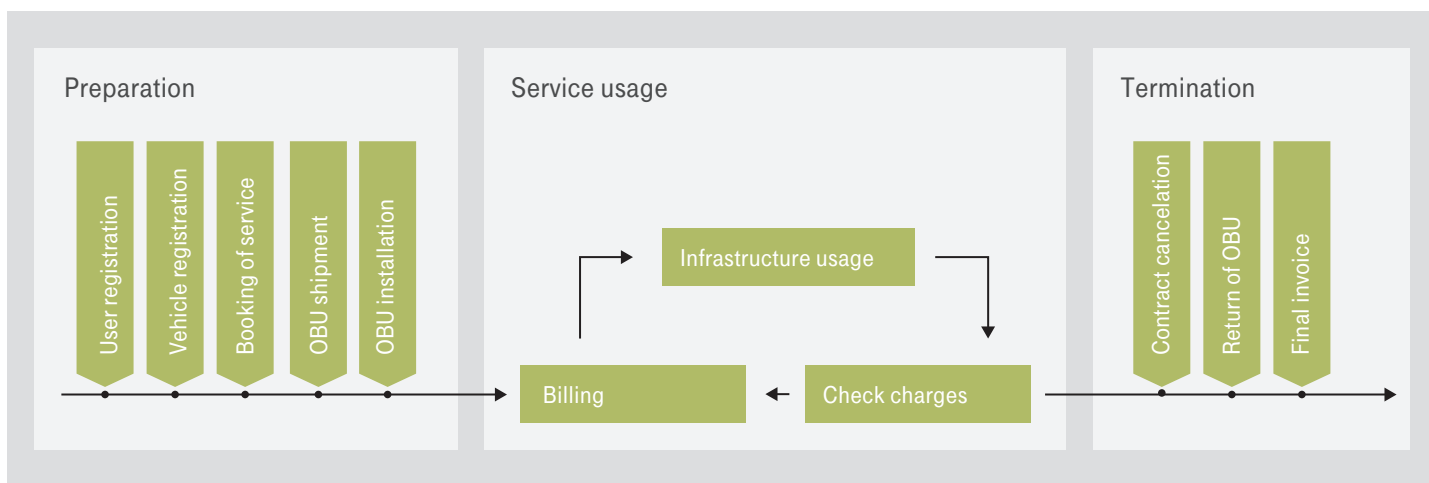 Preparation
User registration
Vehicle registration
Booking of service
OBU shipment
OBU installation
Service usage
Infrastructure usage
Billing
Check charges
Termination
Contract cancelation
Return of OBU
Final invoice